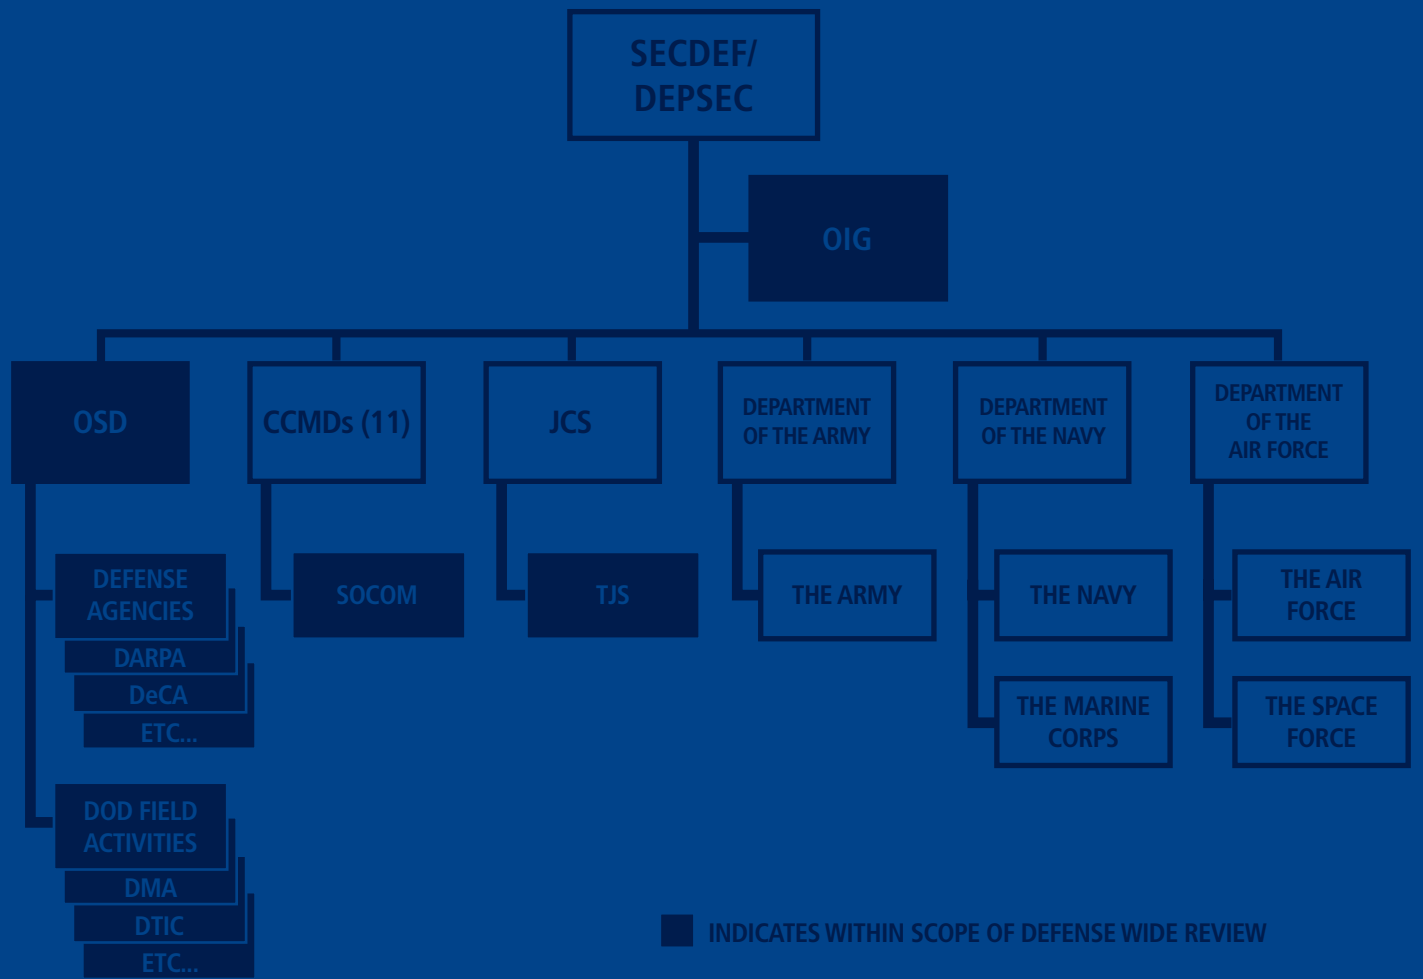 SECDEF/
DEPSEC
OIG
OSD
CCMDs (11)
JCS
DEPARTMENT
OF THE ARMY
DEPARTMENT
OF THE NAVY
DEPARTMENT
OF THE
AIR FORCE
DEFENSE
AGENCIES
DARPA
DeCA
ETC...
SOCOM
TJS
THE ARMY
THE NAVY
THE AIR
FORCE
THE MARINE
CORPS
THE SPACE
FORCE
DOD FIELD
ACTIVITIES
DMA
DTIC
ETC...
INDICATES WITHIN SCOPE OF DEFENSE WIDE REVIEW